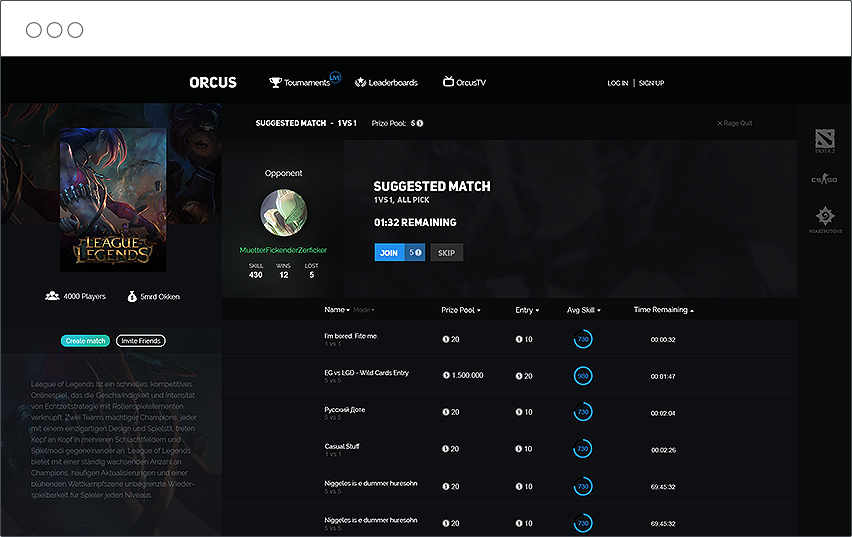 ORCUS
Tournaments LIVE
Leaderboards
OrcusTV
LOG IN | SIGN UP
SUGGESTED MATCH - 1VS1 Prize Pool: 5
Rage Quit
LEAGUE
OF
LEGENDS
4000 Players
5mrd Okken
Create match
Invite Friends
League of Legends ist ein schnelles, kompetitives
Onlinespiel, das die Geschwindigkeit und Intensität
von Echtzeitstrategie mit Rollenspielelementen
verknüpft. Zwei Teams mächtiger Champions, jeder
mit einem einzigartigen Design und Spielstil, treten
Kopf an Kopf in mehreren Schlachtfeldern und
Spielmodi gegeneinander an. League of Legends
bietet mit einer ständig wachsenden Anzahl an
Champions, häufigen Aktualisierungen und einer
blühenden Wettkampfszene unbegrenzte Wieder-
spielbarkeit für Spieler jeden Niveaus.
Opponent
MuetterFickenderZerficker
SKILL WINS LOST
430 12 5
SUGGESTED MATCH
1VS1, ALL PICK
01:32 REMAINING
JOIN 5
SKIP
DOTA 2
CS GO
HEARTHSTONE
Name Mode Prize Pool Entry Avg Skill Time Remaining
I'm bored. Fite me. 20 10 730 00:00:32
1 vs 1
EG vs LGD - Wild Cards Entry 1.500.000 20 980 00:01:47
5 vs 5
Русский Доте 20 10 730 00:02:04
5 vs 5
Casual Stuff 20 10 730 00:02:26
1 vs 1
Niggeles is e dummer huresohn 20 10 730 69:45:32
5 vs 5
Niggeles is e dummer huresohn 20 10 730 69:45:32
5 vs 5